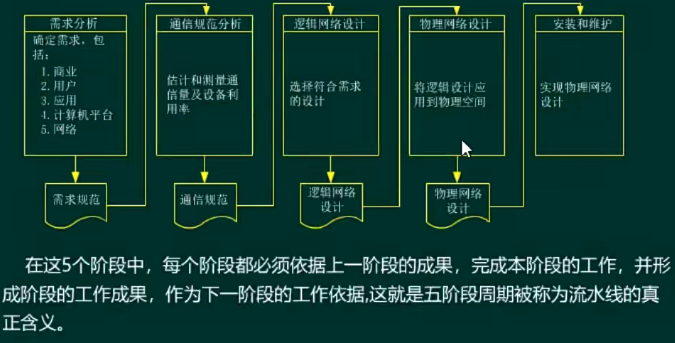 需求分析
确定需求，包
括：
1.商业
2.用户
3.应用
4.计算机平台
5.网络
需求规范
通信规范分析
估计和测量通
信量及设备利
用率
通信规范
逻辑网络设计
选择符合需求
的设计
逻辑网络
设计
物理网络设计
将逻辑设计应
用到物理空间
物理网络
设计
安装和维护
实现物理网络
设计
在这5个阶段中，每个阶段都必须依据上一阶段的成果，完成本阶段的工作，并形
成阶段的工作成果，作为下一阶段的工作依据,这就是五阶段周期被称为流水线的真
正含义。